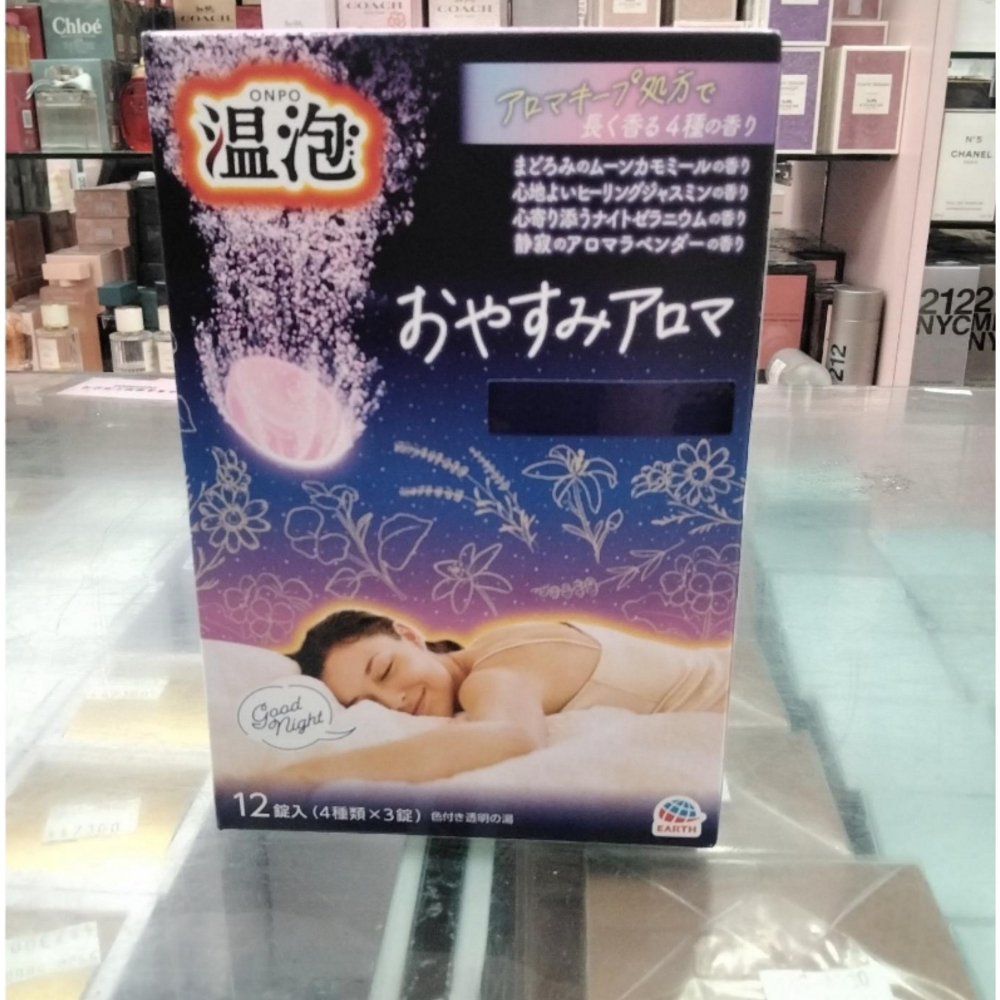 Chloé
COACH
COACH
COACH
ONPO
温泡
アロマキープ処方で
長く香る4種の香り
まどろみのムーンカモミールの香り
心地よいヒーリングジャスミンの香り
心寄り添うナイトゼラニウムの香り
静寂のアロマラベンダーの香り
おやすみアロマ
Good
Night
12錠入(4種類×3錠) 色付き透明の湯
EARTH
N°5
CHANEL
212
212
NYC
NY
212